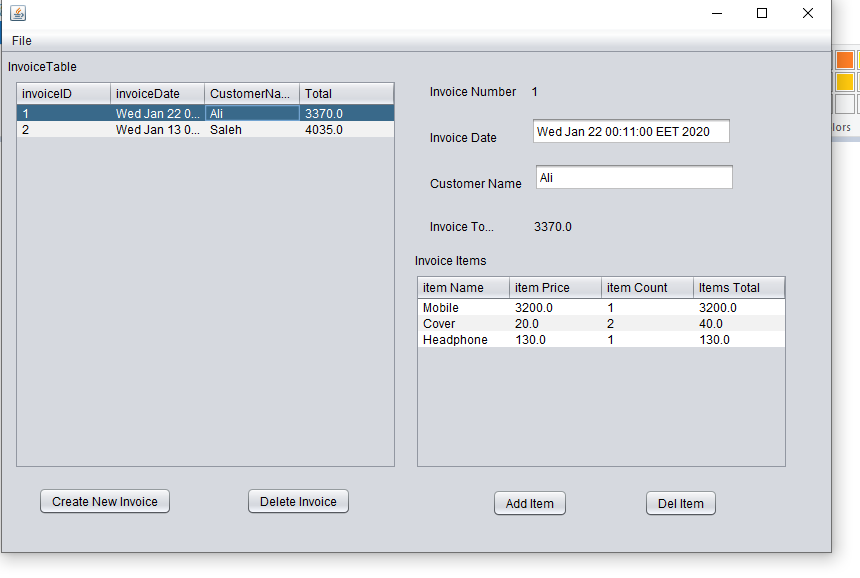 File
InvoiceTable
invoiceID invoiceDate CustomerNa... Total
1 Wed Jan 22 0... Ali 3370.0
2 Wed Jan 13 0... Saleh 4035.0
Create New Invoice Delete Invoice
Invoice Number 1
Invoice Date Wed Jan 22 00:11:00 EET 2020
Customer Name Ali
Invoice To... 3370.0
Invoice Items
item Name item Price item Count Items Total
Mobile 3200.0 1 3200.0
Cover 20.0 2 40.0
Headphone 130.0 1 130.0
Add Item Del Item
lors